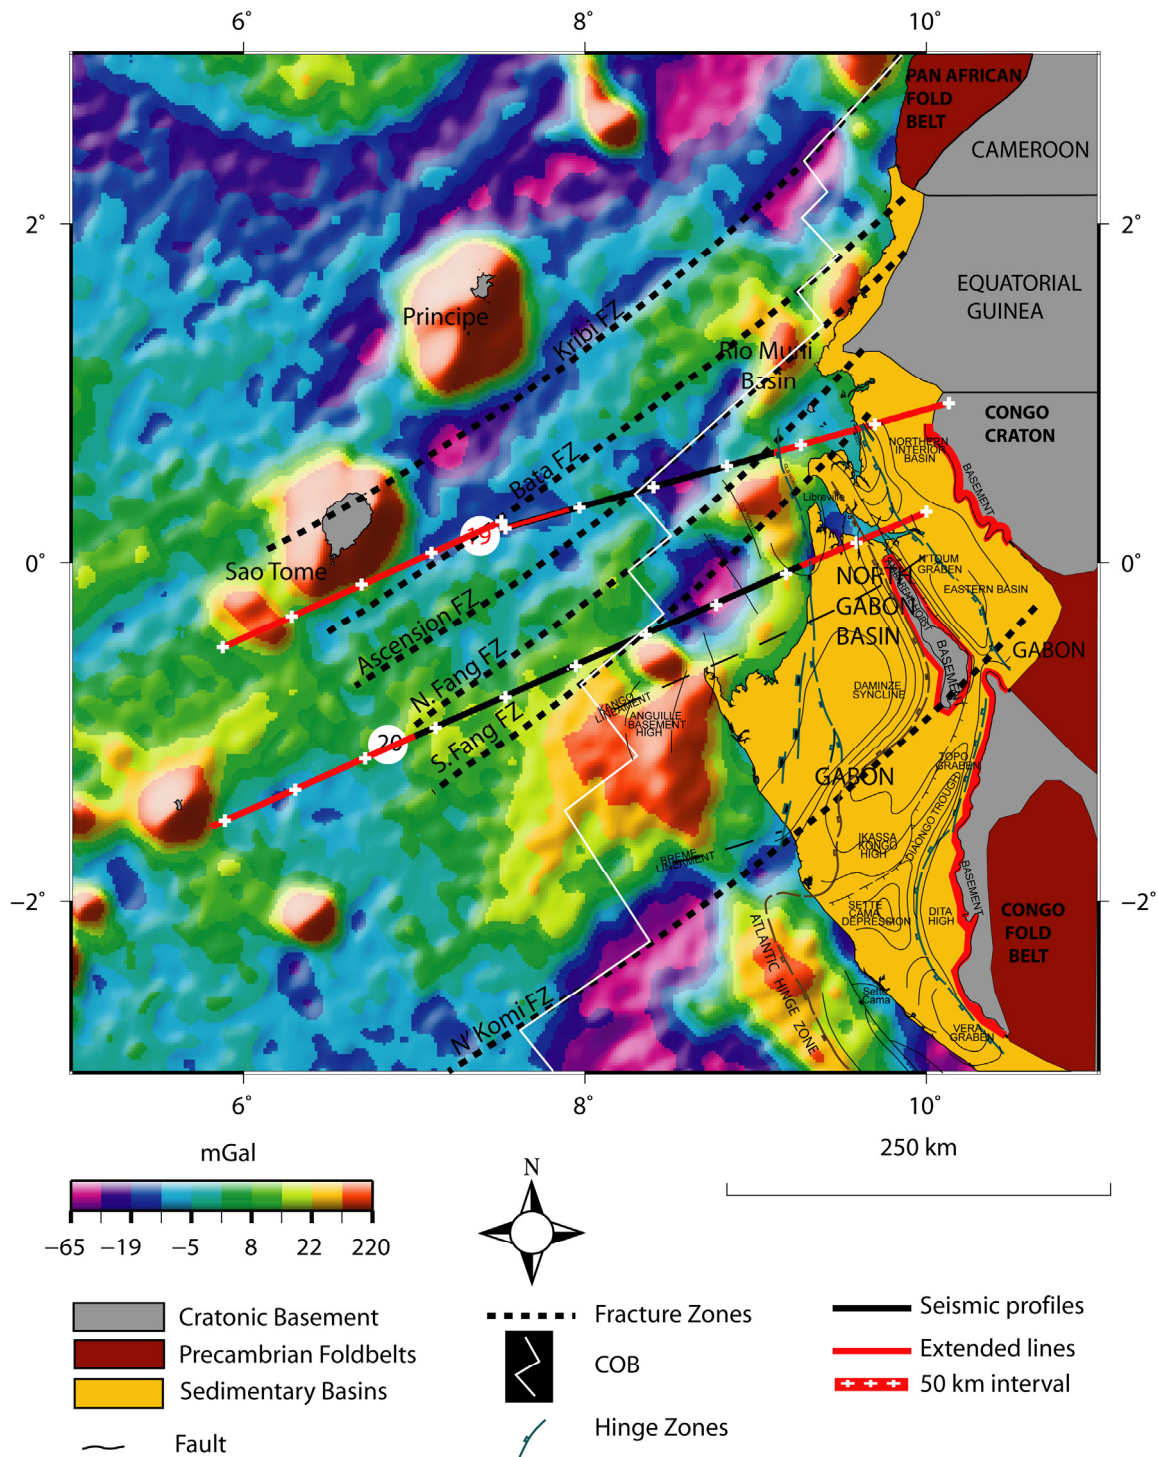 6°
8°
10°
PAN AFRICAN
FOLD
BELT
CAMEROON
2°
2°
EQUATORIAL
GUINEA
Principe
Kribi FZ
Rio Muni
Basin
CONGO
CRATON
NORTHERN
INTERIOR
BASIN
BASEMENT
Bata FZ
Libreville
19
0°
0°
Sao Tome
N'TOUM
GRABEN
EASTERN BASIN
NORTH
GABON
BASIN
Ascension FZ
GABON
BASEMENT
N. Fang FZ
DAMINZE
SYNCLINE
KANGO
LINEAMENT
ANGUILLE
BASEMENT
HIGH
20
S. Fang FZ
TOPO
GRABEN
GABON
DIAONGO TROUGH
IKASSA
KONGO
HIGH
BREME
LINEAMENT
BASEMENT
−2°
−2°
SETTE
CAMA
DEPRESSION
DITA
HIGH
CONGO
FOLD
BELT
ATLANTIC HINGE ZONE
Sette
Cama
N'Komi FZ
VERA
GRABEN
6°
8°
10°
mGal
250 km
N
−65
−19
−5
8
22
220
Cratonic Basement
Fracture Zones
Seismic profiles
Precambrian Foldbelts
COB
Extended lines
Sedimentary Basins
50 km interval
Fault
Hinge Zones